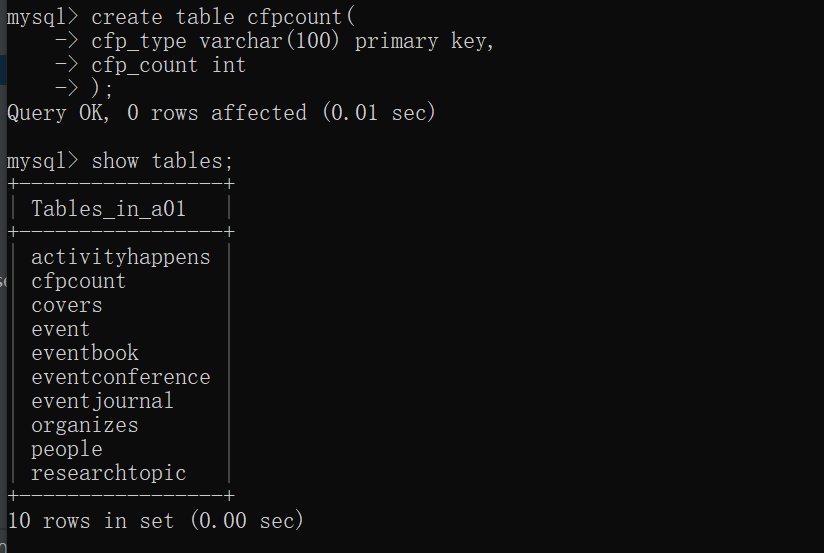 mysql> create table cfpcount(
    -> cfp_type varchar(100) primary key,
    -> cfp_count int
    -> );
Query OK, 0 rows affected (0.01 sec)
mysql> show tables;
+-----------------+
| Tables_in_a01   |
+-----------------+
| activityhappens |
| cfpcount        |
| covers          |
| event           |
| eventbook       |
| eventconference |
| eventjournal    |
| organizes       |
| people          |
| researchtopic   |
+-----------------+
10 rows in set (0.00 sec)